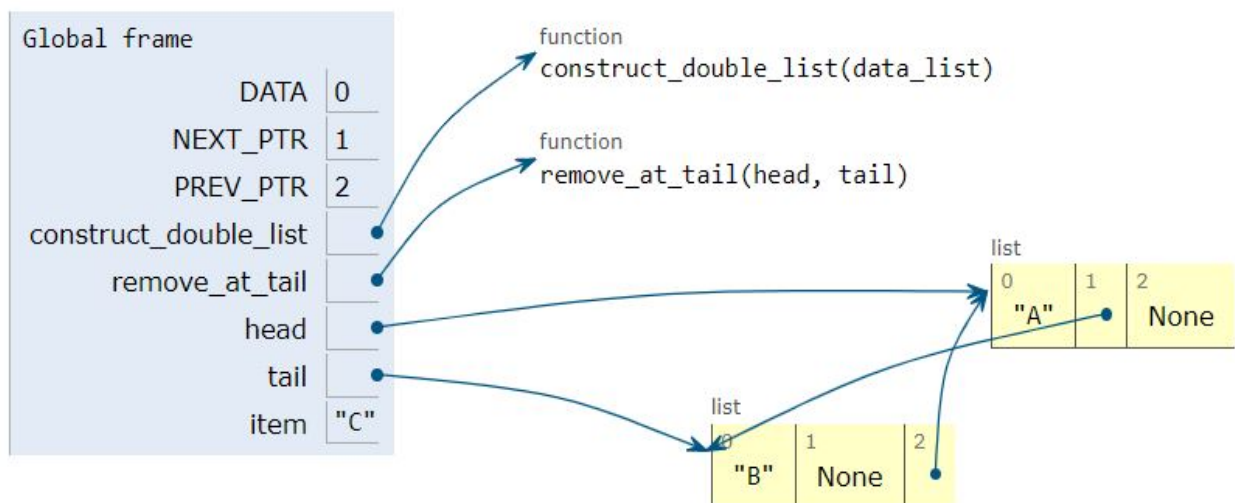 Global frame
DATA 0
NEXT_PTR 1
PREV_PTR 2
construct_double_list
remove_at_tail
head
tail
item "C"
function
construct_double_list(data_list)
function
remove_at_tail(head, tail)
list
0 1 2
"A" None
list
0 1 2
"B" None